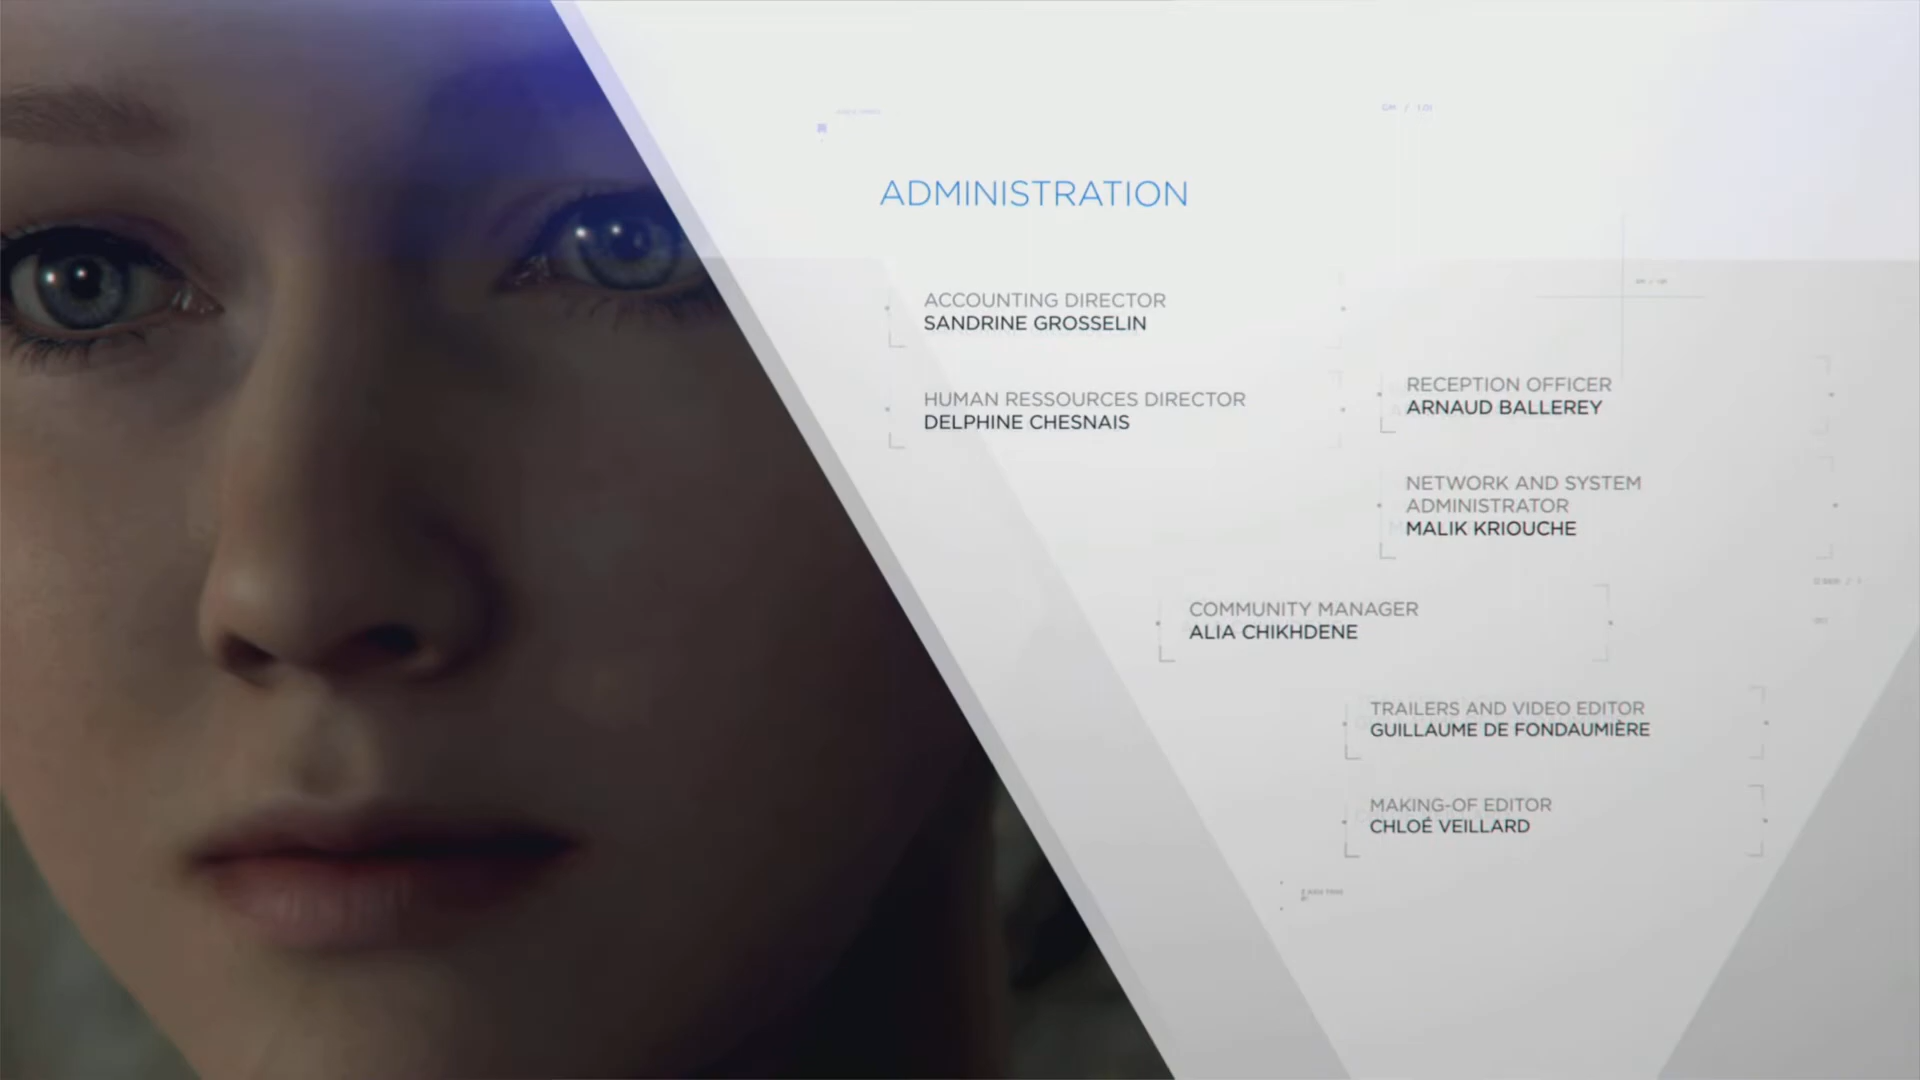 ADMINISTRATION
ACCOUNTING DIRECTOR
SANDRINE GROSSELIN
HUMAN RESSOURCES DIRECTOR
DELPHINE CHESNAIS
RECEPTION OFFICER
ARNAUD BALLEREY
NETWORK AND SYSTEM
ADMINISTRATOR
MALIK KRIOUCHE
COMMUNITY MANAGER
ALIA CHIKHDENE
TRAILERS AND VIDEO EDITOR
GUILLAUME DE FONDAUMIÈRE
MAKING-OF EDITOR
CHLOÉ VEILLARD